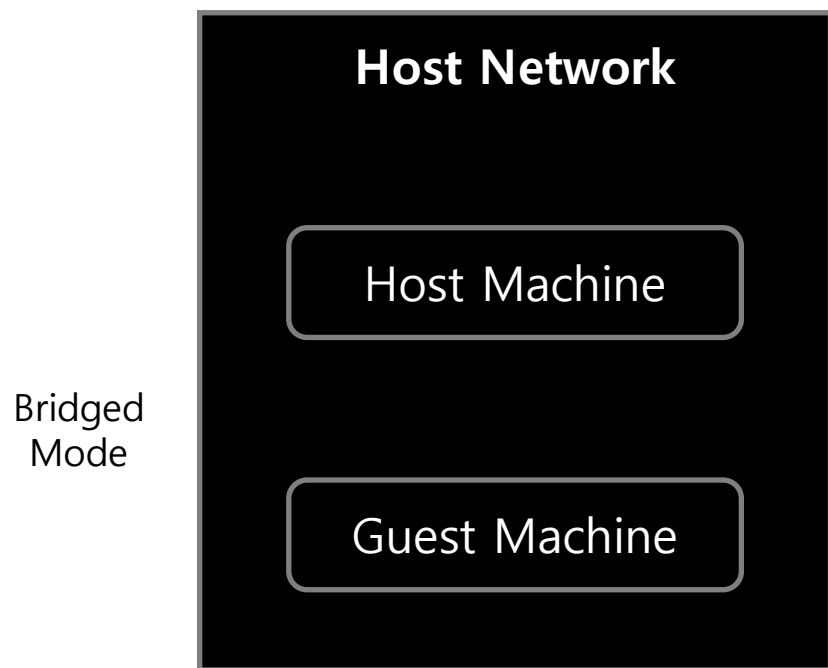 Host Network
Host Machine
Bridged
Mode
Guest Machine